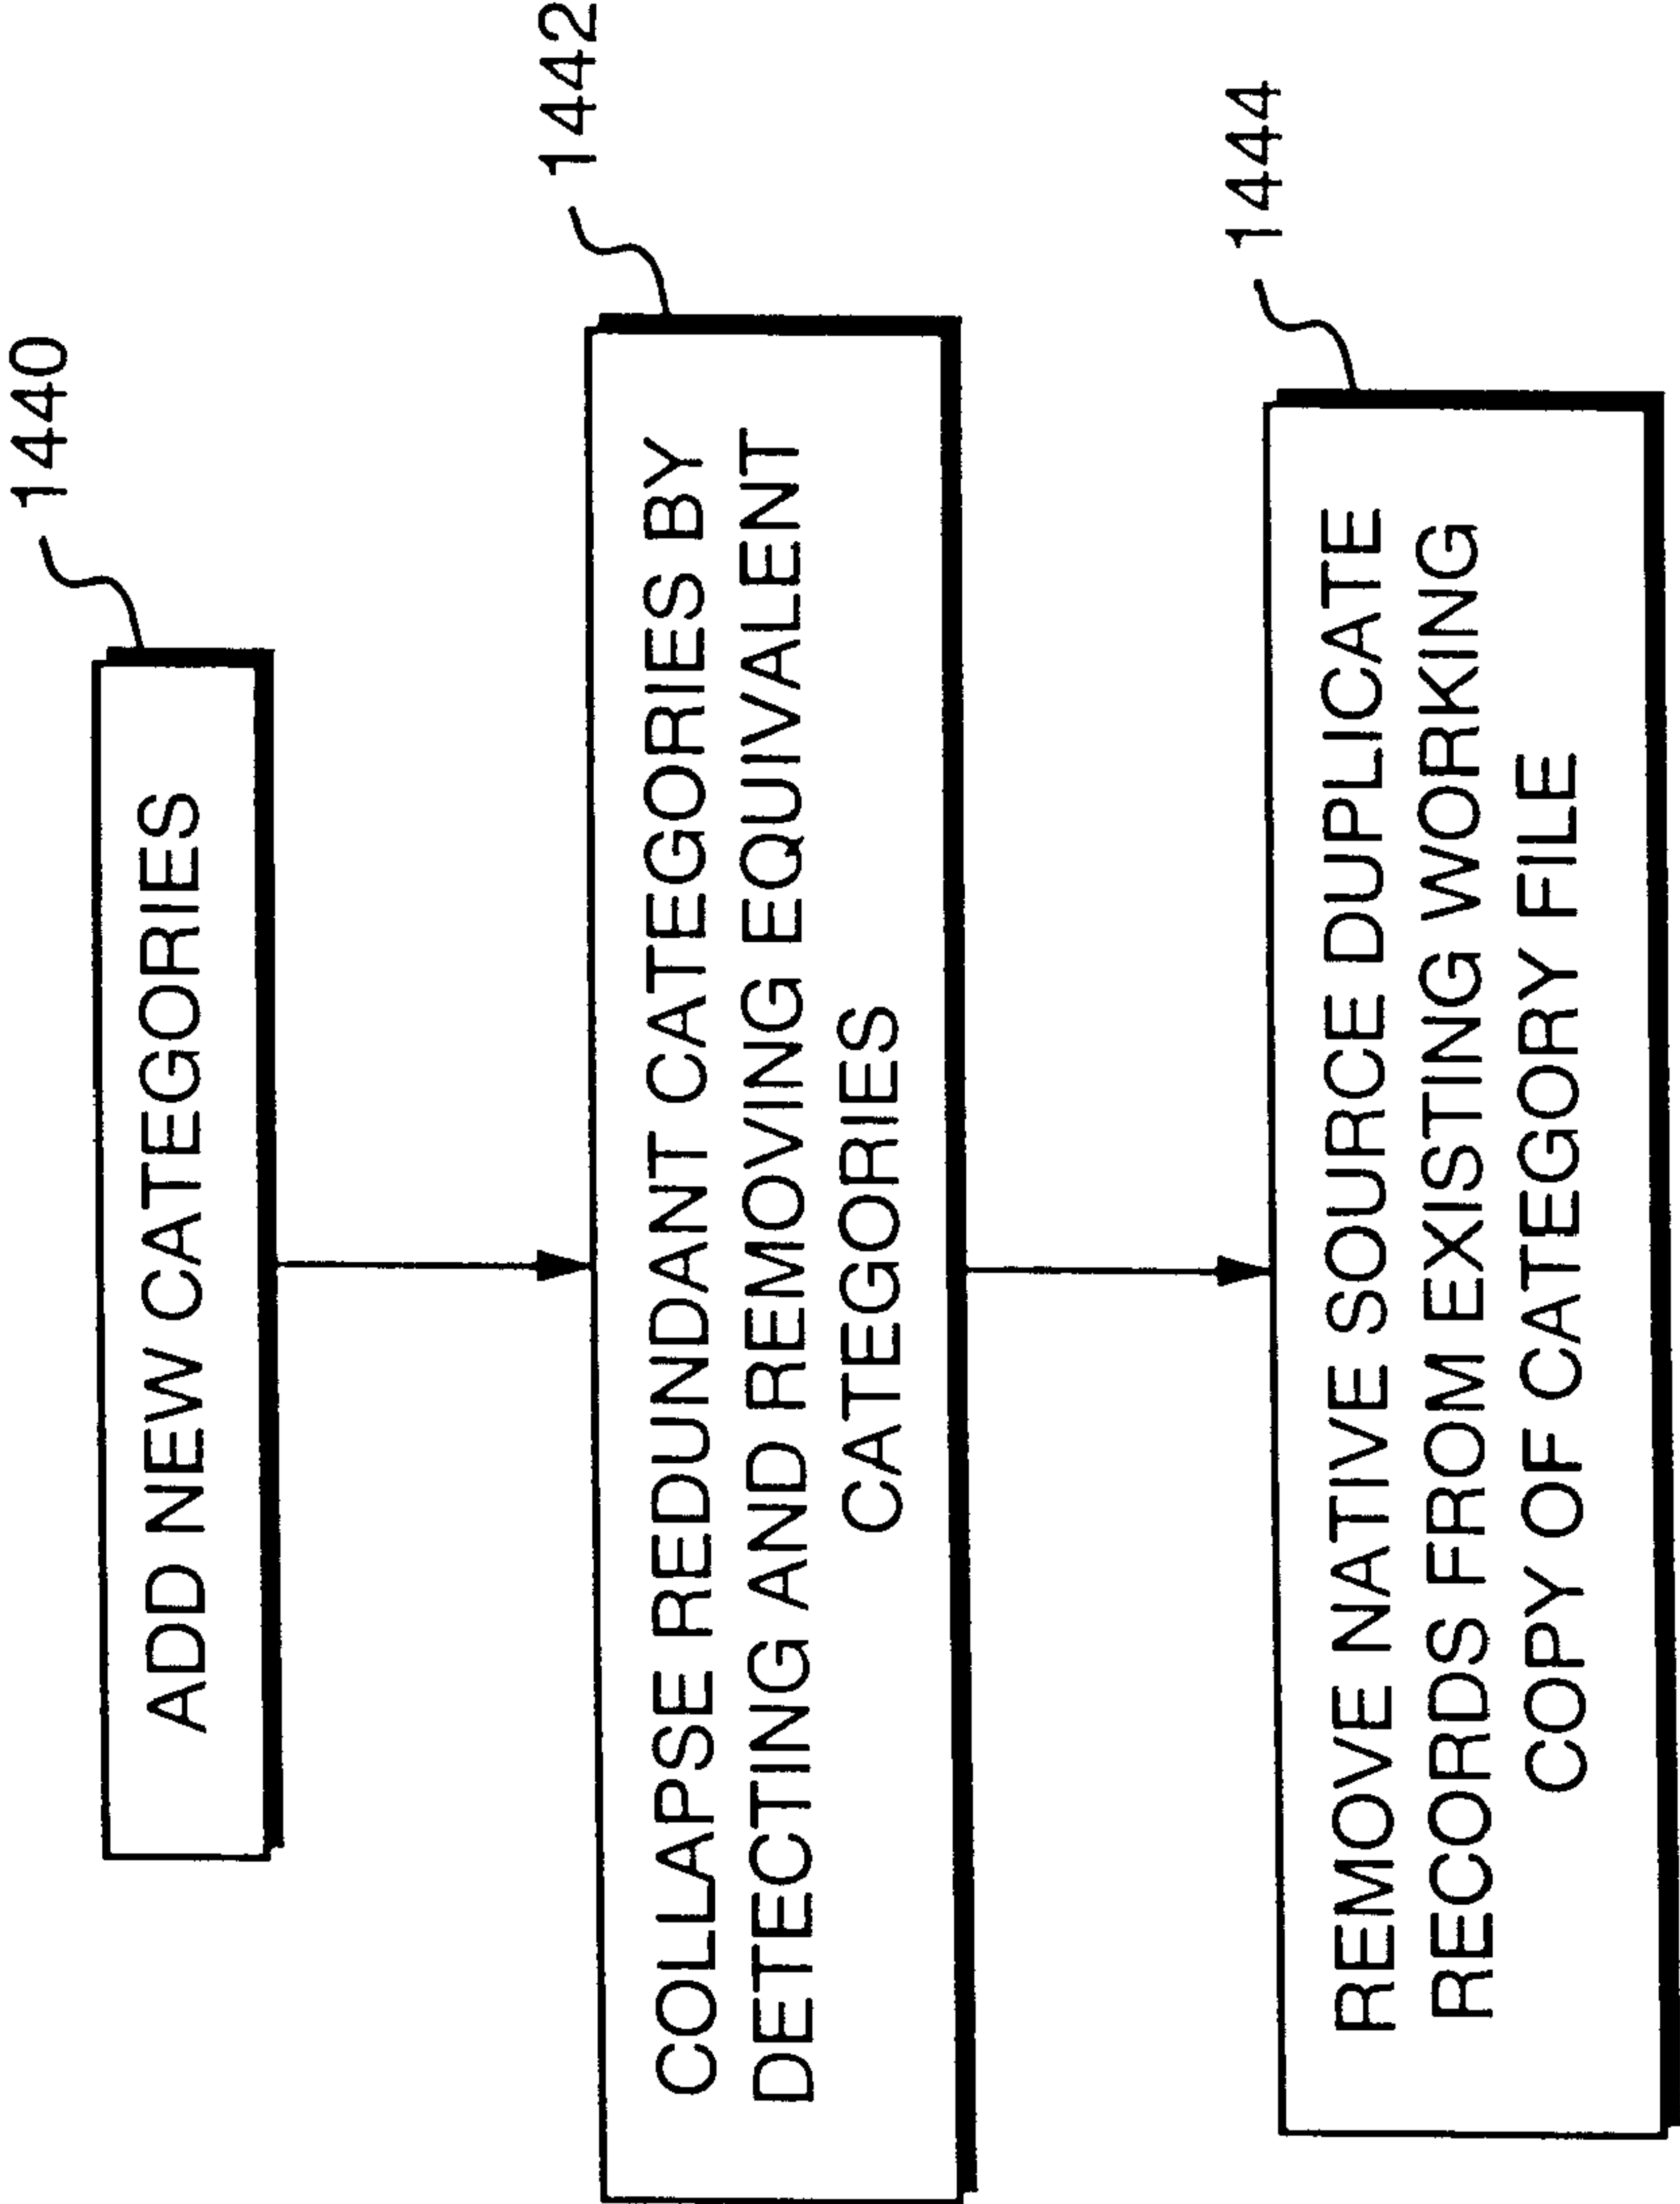 1440
ADD NEW CATEGORIES
1442
COLLAPSE REDUNDANT CATEGORIES BY
DETECTING AND REMOVING EQUIVALENT
CATEGORIES
1444
REMOVE NATIVE SOURCE DUPLICATE
RECORDS FROM EXISTING WORKING
COPY OF CATEGORY FILE